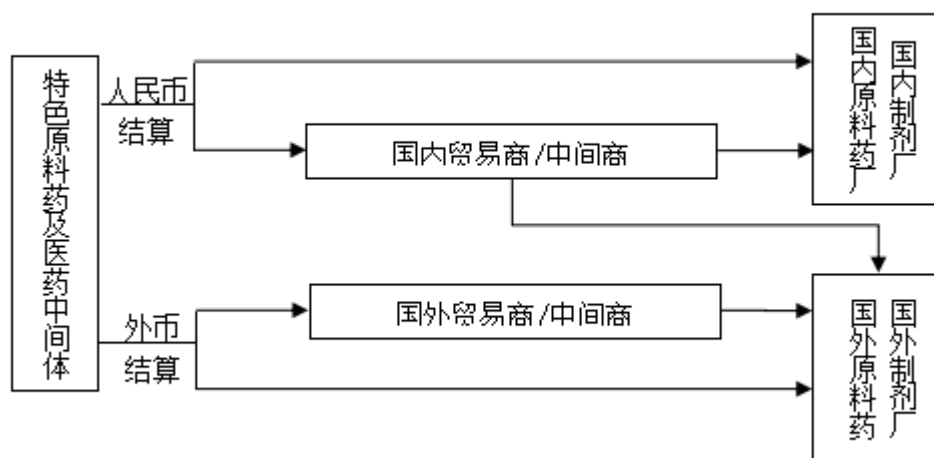 特色原料药及医药中间体
人民币
结算
国内贸易商/中间商
国内原料药厂
国内制剂厂
外币
结算
国外贸易商/中间商
国外原料药
国外制剂厂